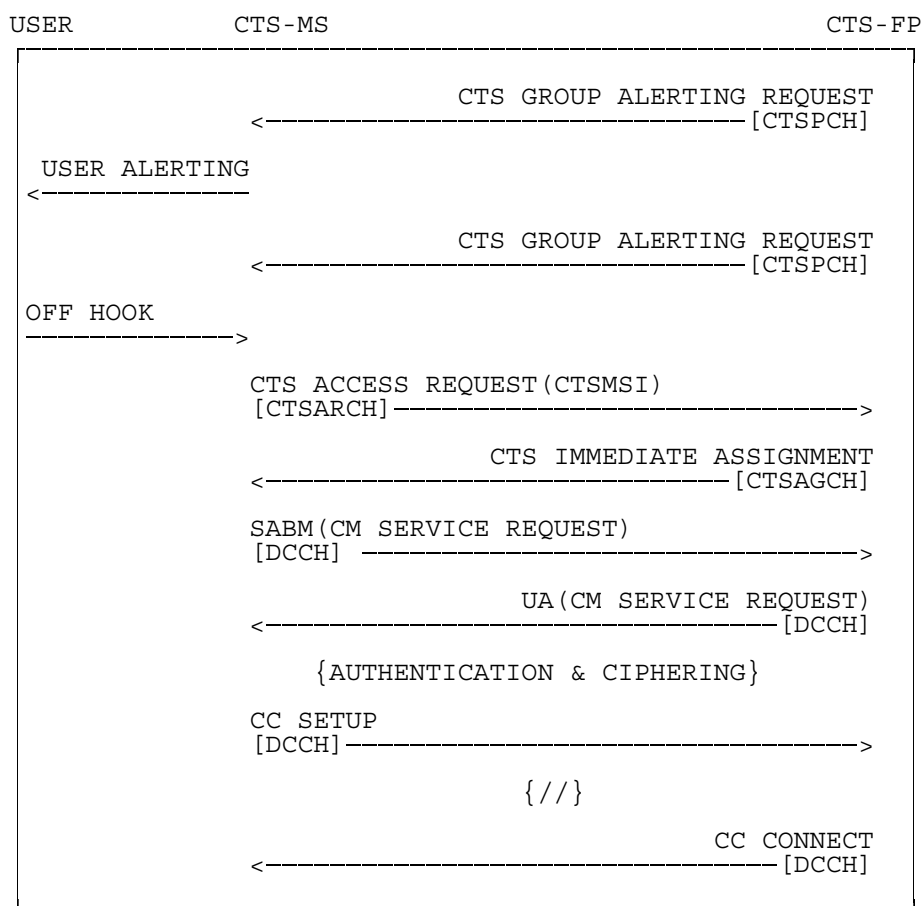 USER CTS-MS CTS-FP
CTS GROUP ALERTING REQUEST
[CTSPCH]
USER ALERTING
CTS GROUP ALERTING REQUEST
[CTSPCH]
OFF HOOK
CTS ACCESS REQUEST(CTSMSI)
[CTSARCH]
CTS IMMEDIATE ASSIGNMENT
[CTSAGCH]
SABM(CM SERVICE REQUEST)
[DCCH]
UA(CM SERVICE REQUEST)
[DCCH]
{AUTHENTICATION & CIPHERING}
CC SETUP
[DCCH]
{//}
CC CONNECT
[DCCH]